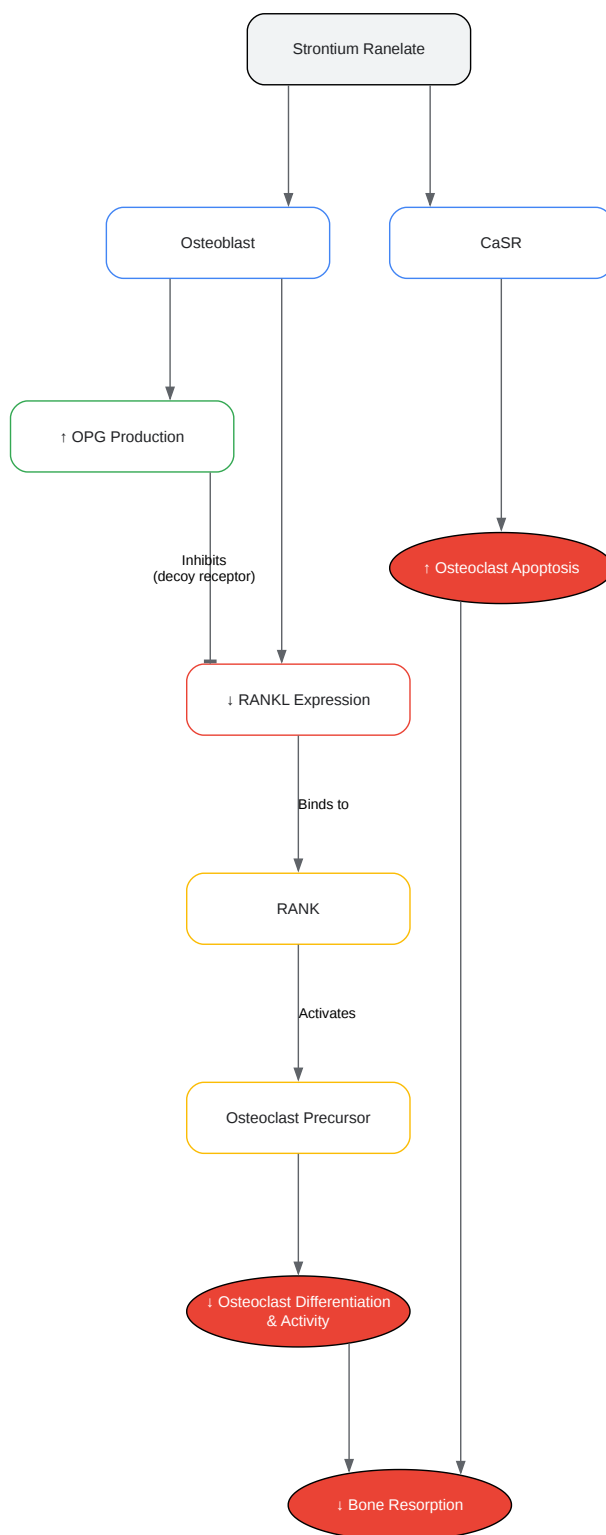 Strontium Ranelate
Osteoblast
CaSR
↑ OPG Production
Inhibits
(decoy receptor)
↑ Osteoclast Apoptosis
↓ RANKL Expression
Binds to
RANK
Activates
Osteoclast Precursor
↓ Osteoclast Differentiation
& Activity
↓ Bone Resorption